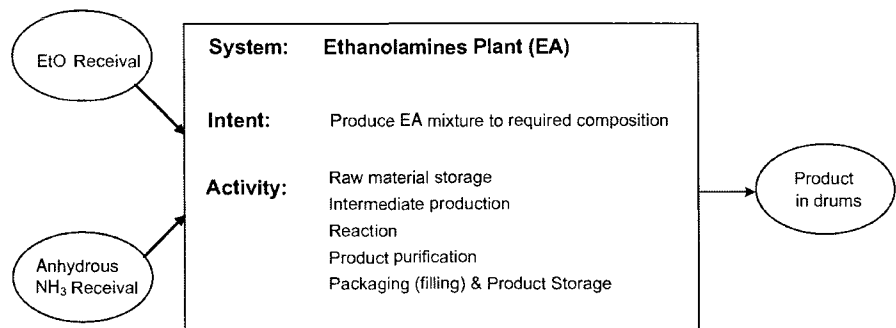 EtO Receival
Anhydrous
NH₃ Receival
System: Ethanolamines Plant (EA)
Intent: Produce EA mixture to required composition
Activity: Raw material storage
Intermediate production
Reaction
Product purification
Packaging (filling) & Product Storage
Product
in drums